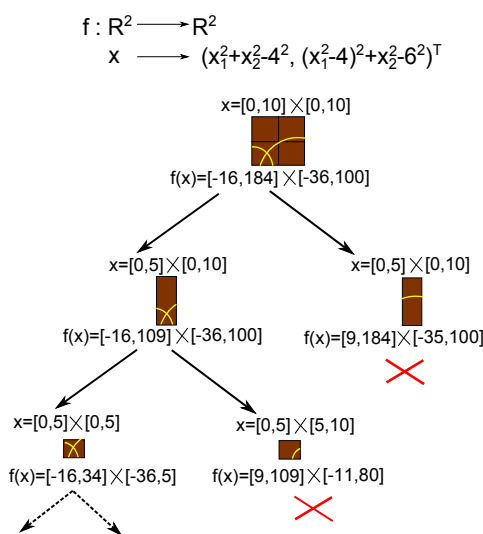 f : R² ⟶ R²
x ⟶ (x₁²+x₂²-4², (x₁²-4)²+x₂²-6²)ᵀ
x=[0,10]×[0,10]
f(x)=[-16,184]×[-36,100]
x=[0,5]×[0,10]
x=[0,5]×[0,10]
f(x)=[-16,109]×[-36,100]
f(x)=[9,184]×[-35,100]
x=[0,5]×[0,5]
x=[0,5]×[5,10]
f(x)=[-16,34]×[-36,5]
f(x)=[9,109]×[-11,80]